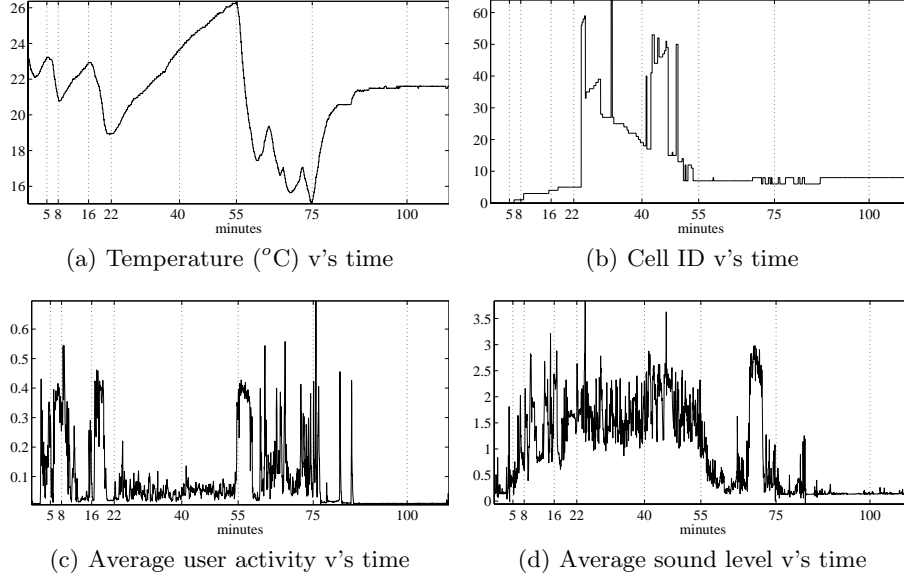 26
24
22
20
18
16
5 8 16 22 40 55 75 100
minutes
(a) Temperature (°C) v's time
60
50
40
30
20
10
0
5 8 16 22 40 55 75 100
minutes
(b) Cell ID v's time
0.6
0.5
0.4
0.3
0.2
0.1
5 8 16 22 40 55 75 100
minutes
(c) Average user activity v's time
3.5
3
2.5
2
1.5
1
0.5
0
5 8 16 22 40 55 75 100
minutes
(d) Average sound level v's time